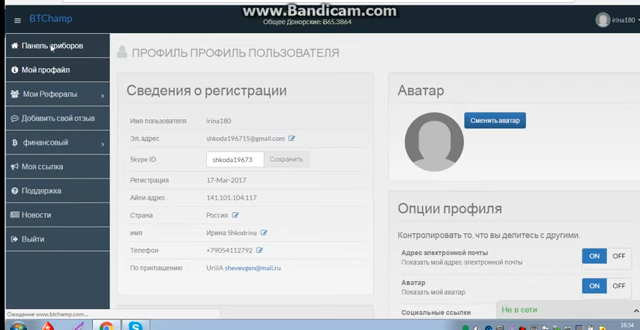 www.Bandicam.com
BTChamp
Общее Донорские: B65.3864
irina180
Панель приборов
Мой профайл
Мои Рефералы
Добавить свой отзыв
финансовый
Моя ссылка
Поддержка
Новости
Выйти
ПРОФИЛЬ ПРОФИЛЬ ПОЛЬЗОВАТЕЛЯ
Сведения о регистрации
Имя пользователя irina180
Эл. адрес shkoda196715@gmail.com
Skype ID shkoda19673 Сохранить
Регистрация 17-Mar-2017
Айпи адрес 141.101.104.117
Страна Россия
имя Ирина Shkodrina
Телефон +79054112792
По приглашению UrillA shevevxgen@mail.ru
Аватар
Сменить аватар
Опции профиля
Контролировать то, что вы делитесь с другими.
Адрес электронной почты
Показать мой адрес электронной почты
ON OFF
Аватар
Показать мой аватар
ON OFF
Социальные ссылки
Не в сети
Ожидание www.btchamp.com...
16:54